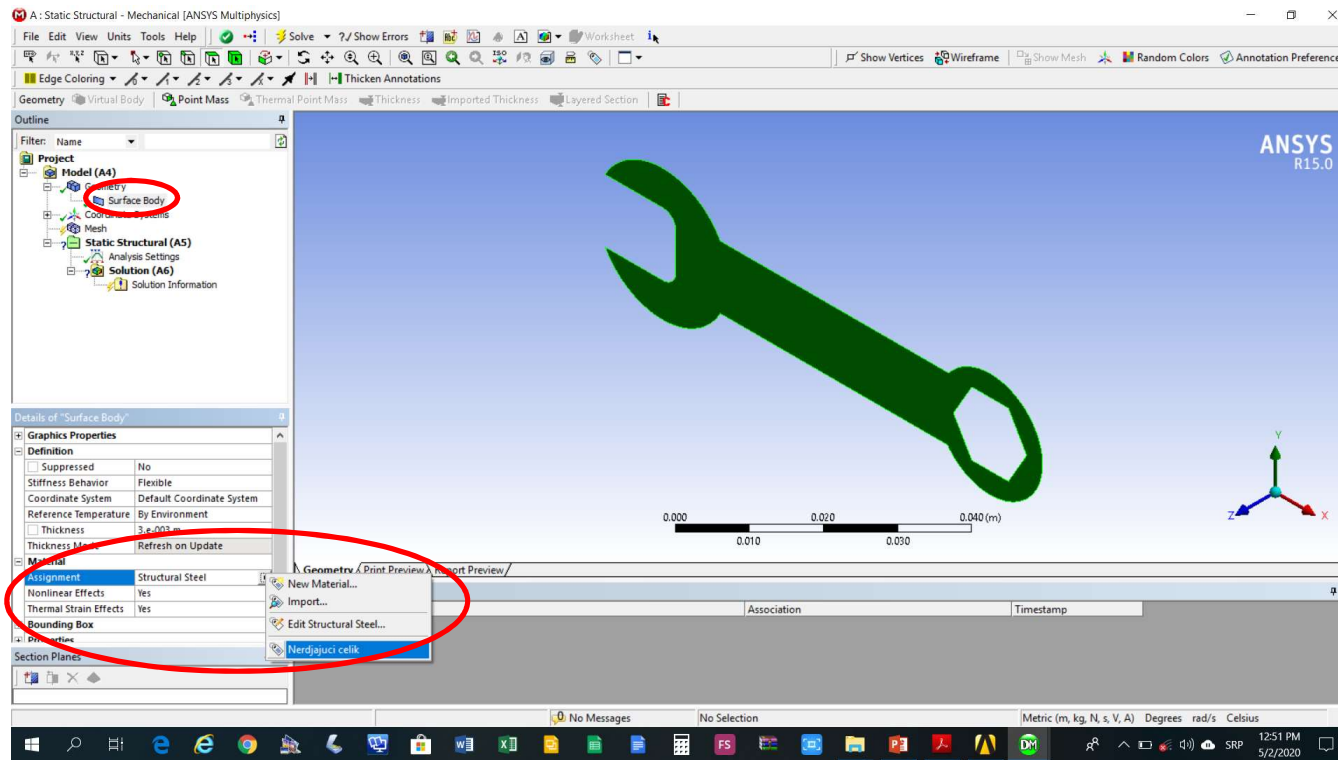 A : Static Structural - Mechanical [ANSYS Multiphysics]
File Edit View Units Tools Help Solve ?/ Show Errors Worksheet
Show Vertices Wireframe Show Mesh Random Colors Annotation Preference
Edge Coloring Thicken Annotations
Geometry Virtual Body Point Mass Thermal Point Mass Thickness Imported Thickness Layered Section
Outline
Filter: Name
Project
Model (A4)
Geometry
Surface Body
Coordinate Systems
Mesh
Static Structural (A5)
Analysis Settings
Solution (A6)
Solution Information
ANSYS
R15.0
Y
Z
X
0.000 0.020 0.040 (m)
0.010 0.030
Details of "Surface Body"
Graphics Properties
Definition
Suppressed No
Stiffness Behavior Flexible
Coordinate System Default Coordinate System
Reference Temperature By Environment
Thickness 3.e-003 m
Thickness Mode Refresh on Update
Material
Assignment Structural Steel
Nonlinear Effects Yes
Thermal Strain Effects Yes
Bounding Box
Properties
Section Planes
Geometry Print Preview Report Preview
New Material...
Import...
Edit Structural Steel...
Nerdjajuci celik
Association Timestamp
0 No Messages No Selection Metric (m, kg, N, s, V, A) Degrees rad/s Celsius
FS DM SRP 12:51 PM
5/2/2020